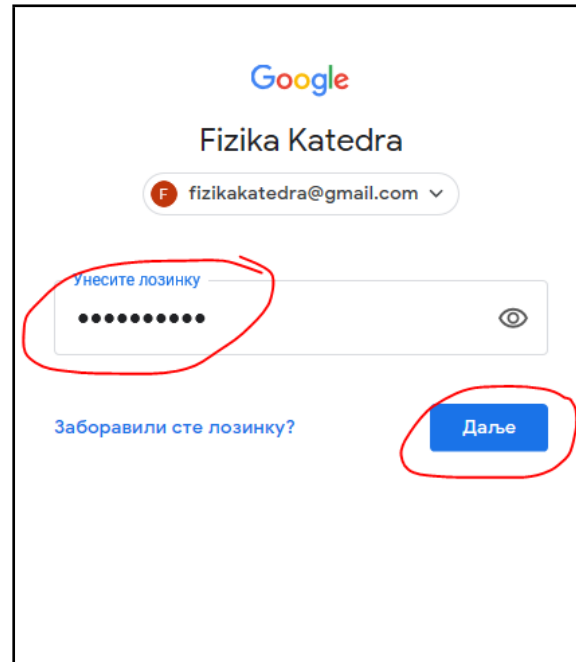 Google
Fizika Katedra
F fizikakatedra@gmail.com
Унесите лозинку
••••••••••
Заборавили сте лозинку? Даље